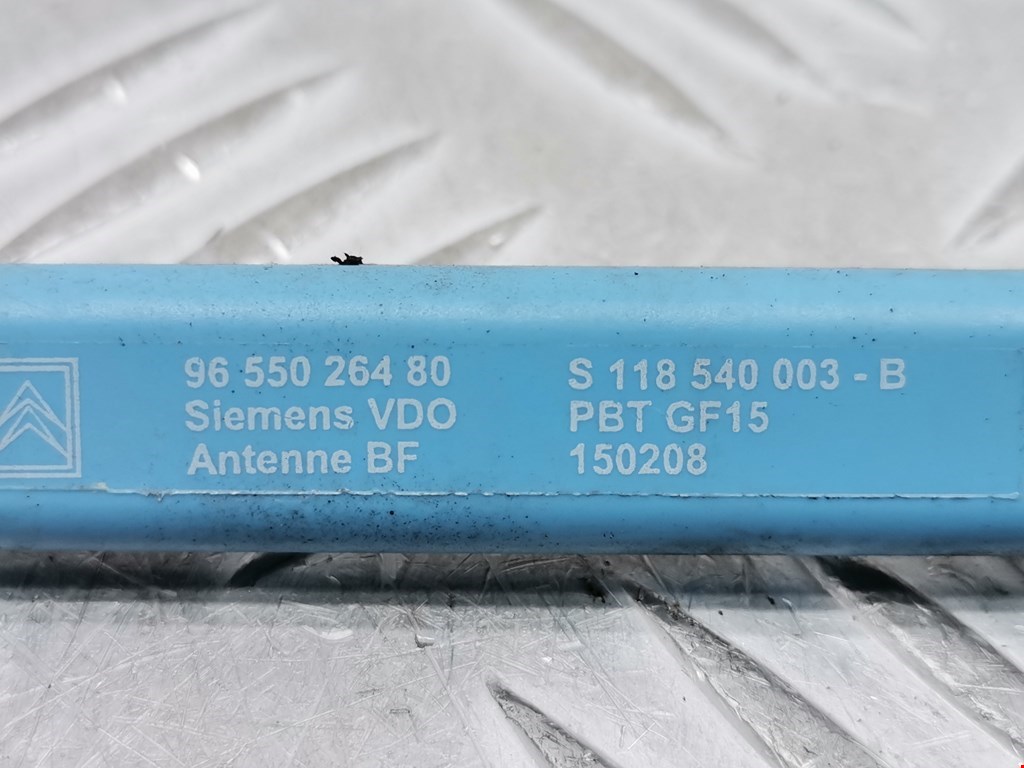 96 550 264 80
Siemens VDO
Antenne BF
S 118 540 003 - B
PBT GF15
150208